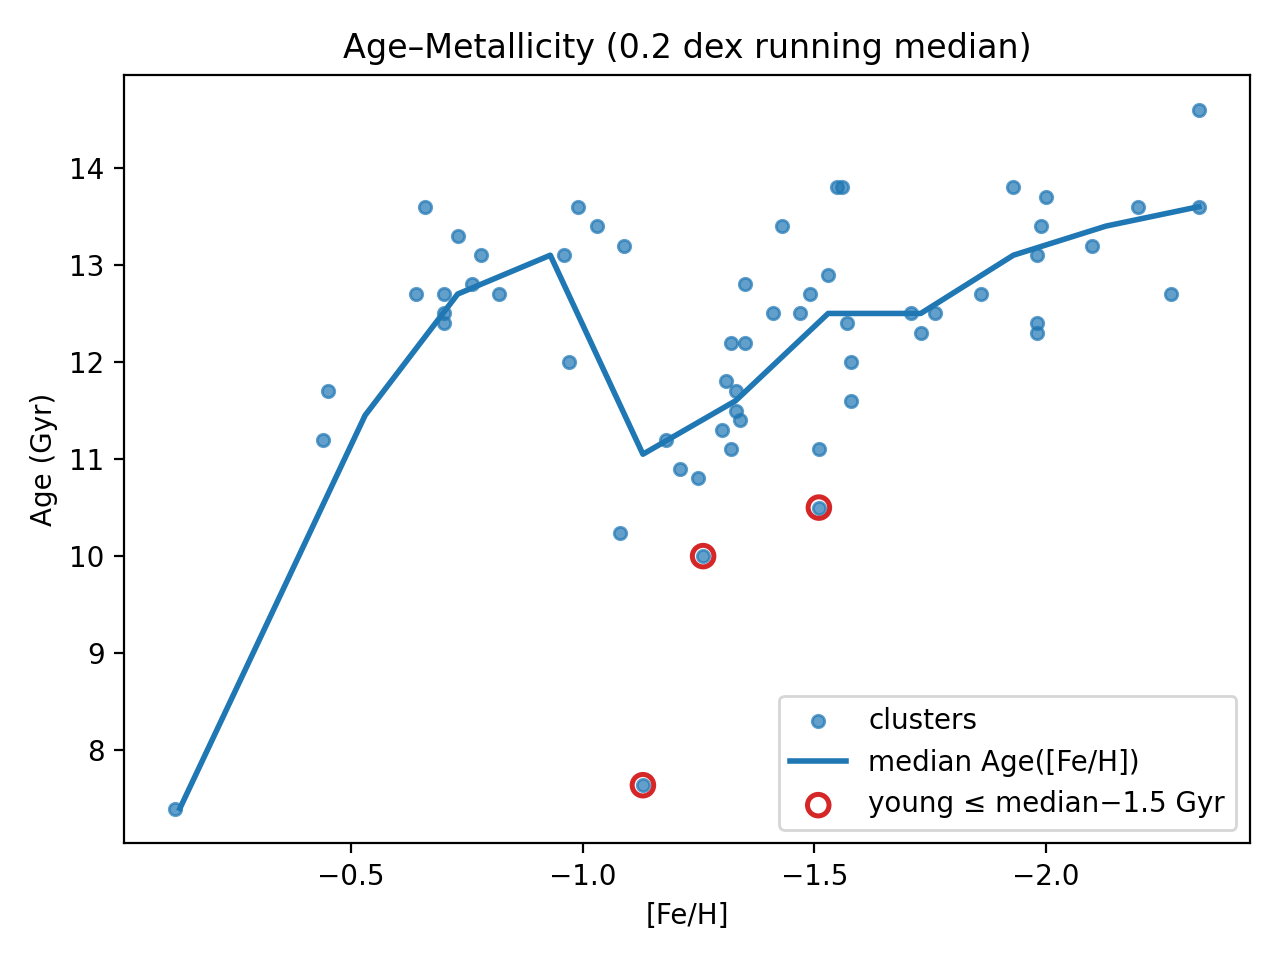 Age–Metallicity (0.2 dex running median)
14
13
12
11
10
9
8
Age (Gyr)
−0.5
−1.0
−1.5
−2.0
[Fe/H]
clusters
median Age([Fe/H])
young ≤ median−1.5 Gyr